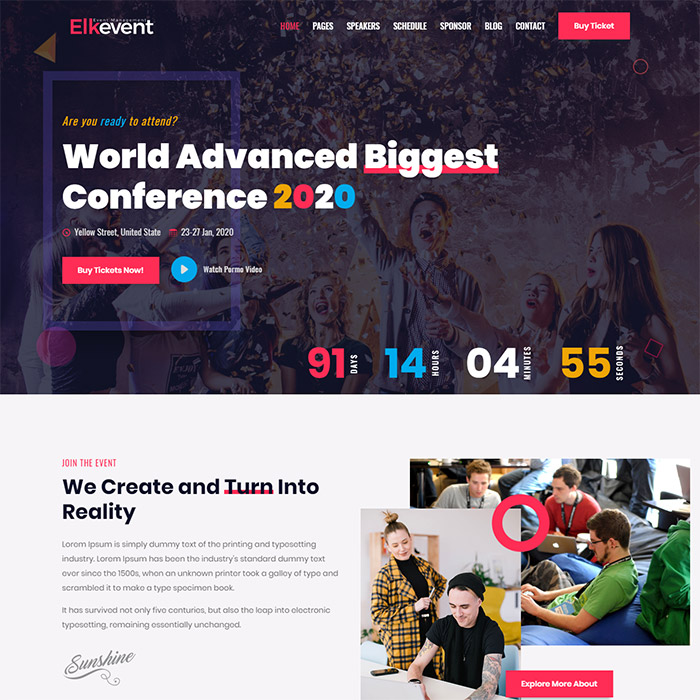 Elkevent
Event Management
HOME PAGES SPEAKERS SCHEDULE SPONSOR BLOG CONTACT Buy Ticket
Are you ready to attend?
World Advanced Biggest
Conference 2020
Yellow Street, United State 23-27 Jan, 2020
Buy Tickets Now! Watch Pormo Video
91 DAYS 14 HOURS 04 MINUTES 55 SECONDS
JOIN THE EVENT
We Create and Turn Into
Reality
Lorem Ipsum is simply dummy text of the printing and typesetting
industry. Lorem Ipsum has been the industry's standard dummy text
ever since the 1500s, when an unknown printer took a galley of type and
scrambled it to make a type specimen book.
It has survived not only five centuries, but also the leap into electronic
typesetting, remaining essentially unchanged.
Sunshine
Explore More About